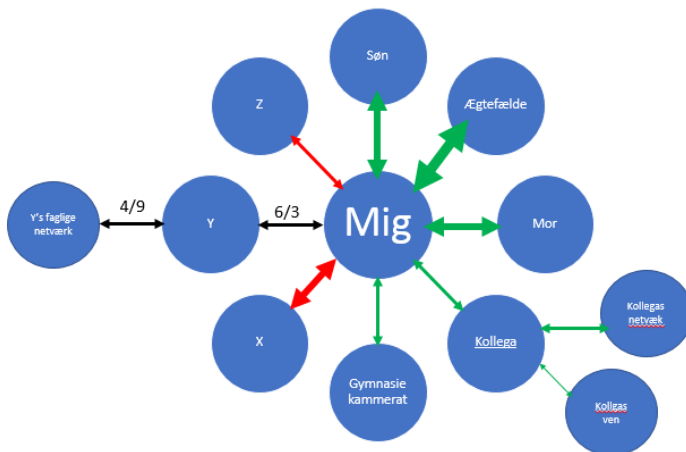 Søn
Z
Ægtefælde
Y's faglige
netværk
4/9
Y
6/3
Mig
Mor
X
Gymnasie
kammerat
Kollega
Kollegas
netvæk
Kollgas
ven